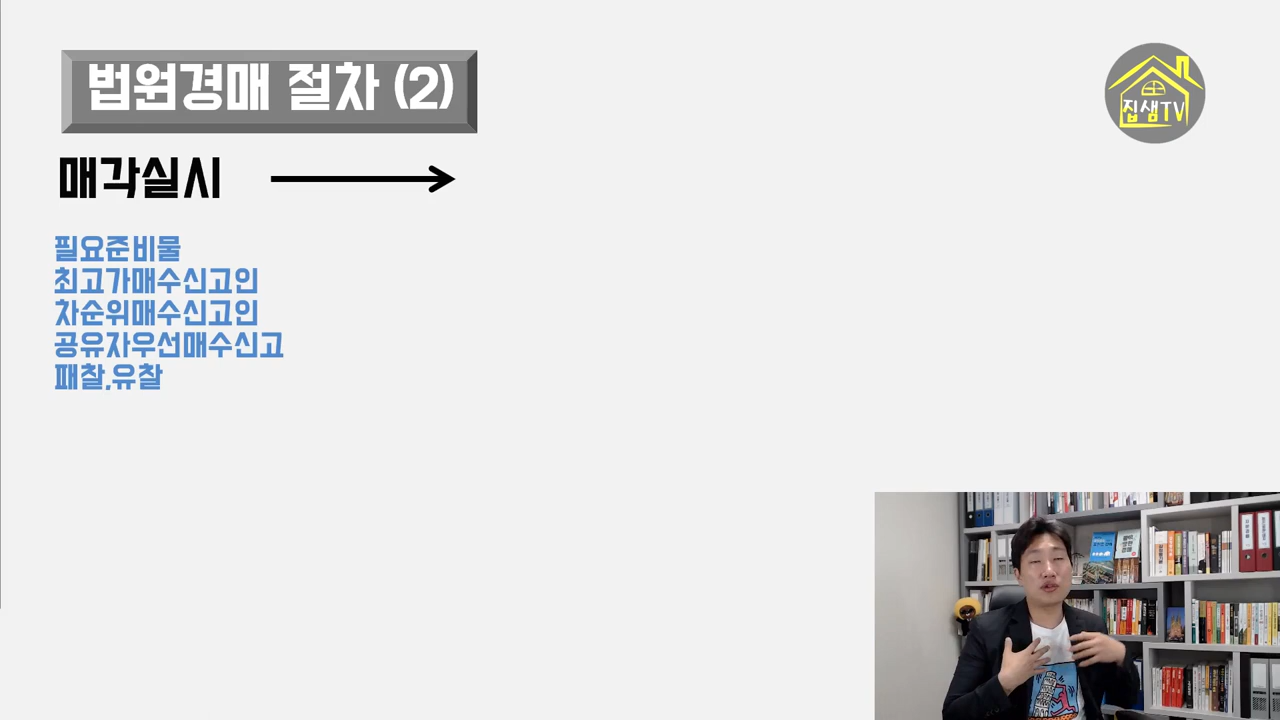 법원경매 절차 (2)
집샘TV
매각실시
필요준비물
최고가매수신고인
차순위매수신고인
공유자우선매수신고
패찰,유찰